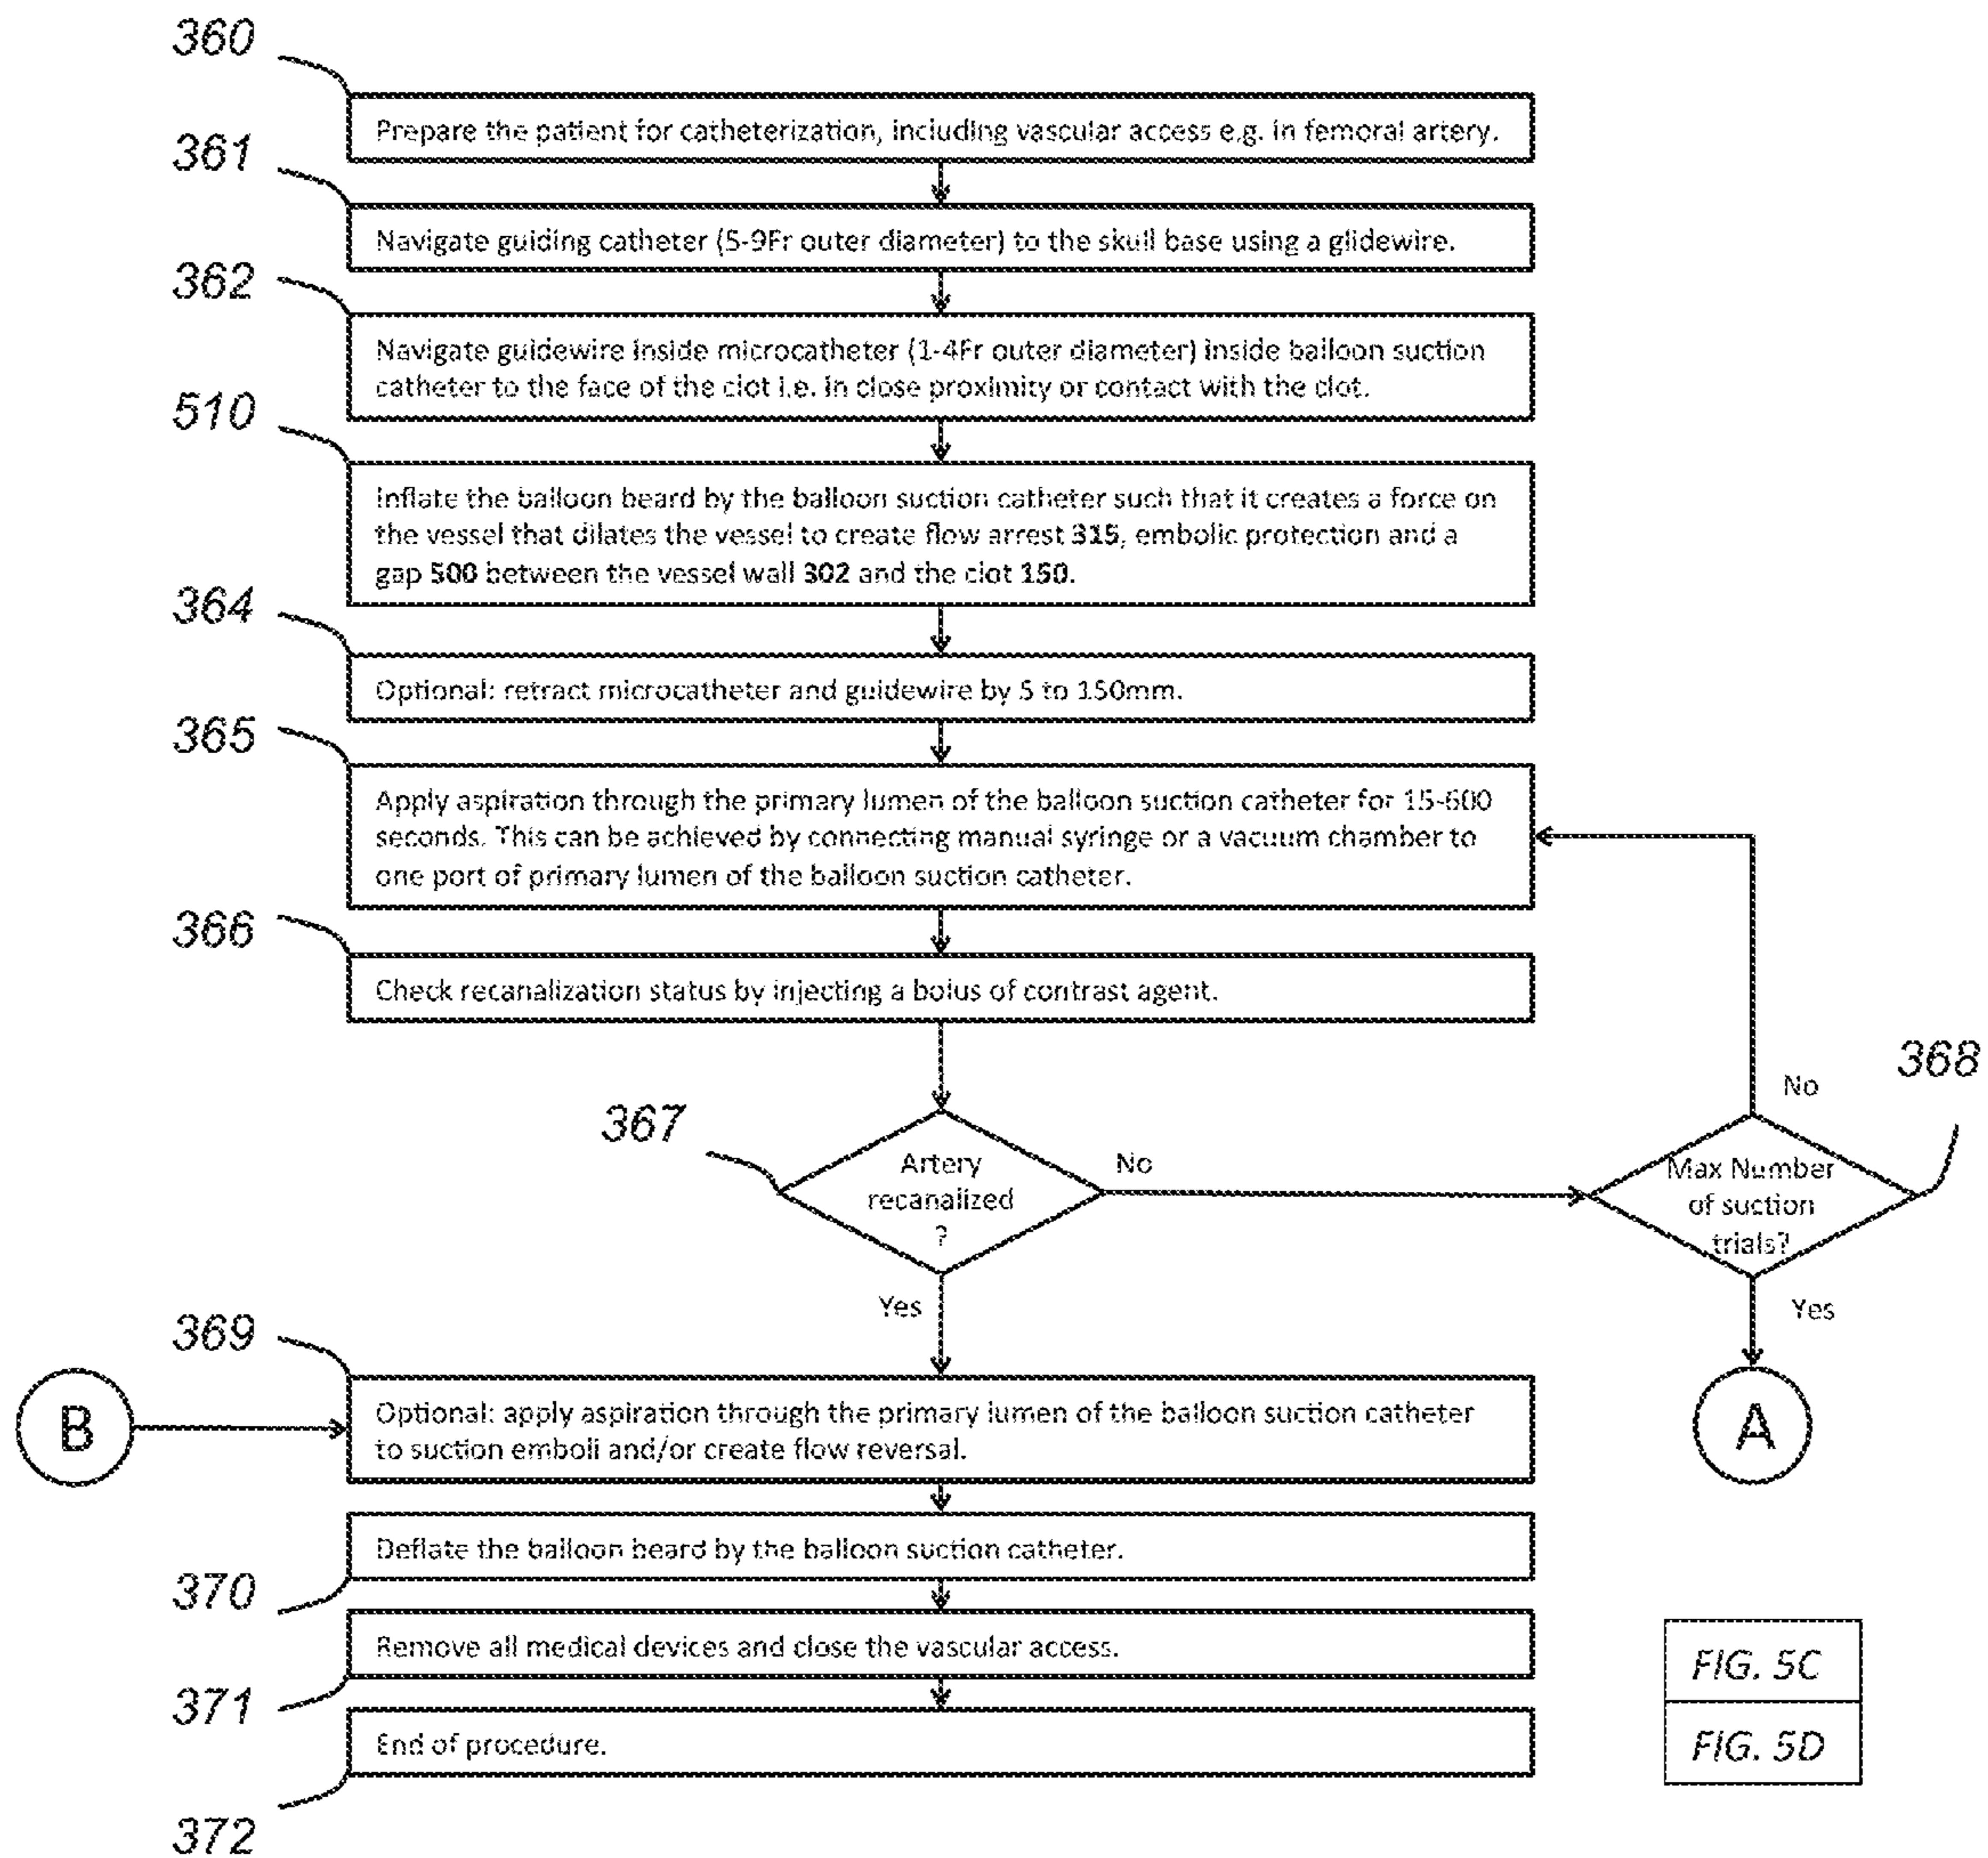 360
Prepare the patient for catheterization, including vascular access e.g. in femoral artery.
361
Navigate guiding catheter (5-9Fr outer diameter) to the skull base using a glidewire.
362
Navigate guidewire inside microcatheter (1-4Fr outer diameter) inside balloon suction
catheter to the face of the clot i.e. in close proximity or contact with the clot.
510
Inflate the balloon beard by the balloon suction catheter such that it creates a force on
the vessel that dilates the vessel to create flow arrest 315, embolic protection and a
gap 500 between the vessel wall 302 and the clot 150.
364
Optional: retract microcatheter and guidewire by 5 to 150mm.
365
Apply aspiration through the primary lumen of the balloon suction catheter for 15-600
seconds. This can be achieved by connecting manual syringe or a vacuum chamber to
one port of primary lumen of the balloon suction catheter.
366
Check recanalization status by injecting a bolus of contrast agent.
367
Artery
recanalized
?
No
Yes
368
Max Number
of suction
trials?
No
Yes
A
B
369
Optional: apply aspiration through the primary lumen of the balloon suction catheter
to suction emboli and/or create flow reversal.
370
Deflate the balloon beard by the balloon suction catheter.
371
Remove all medical devices and close the vascular access.
372
End of procedure.
FIG. 5C
FIG. 5D